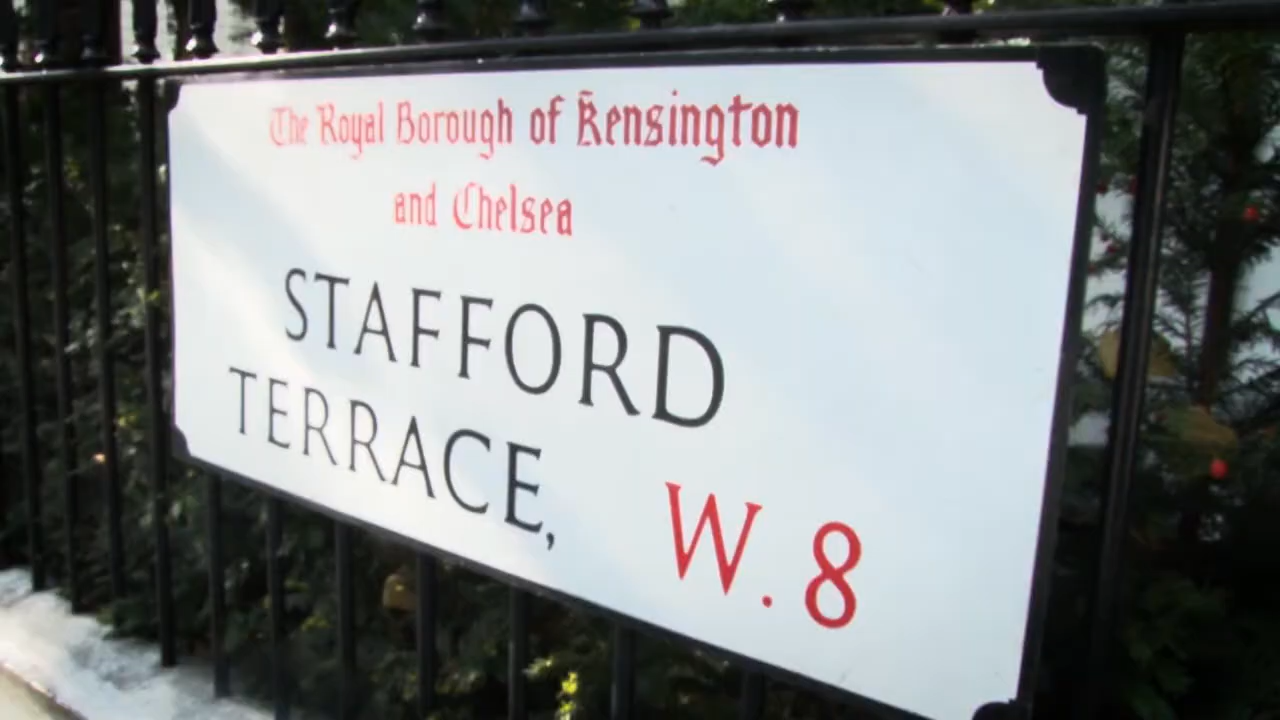 The Royal Borough of Kensington
and Chelsea
STAFFORD
TERRACE, W.8